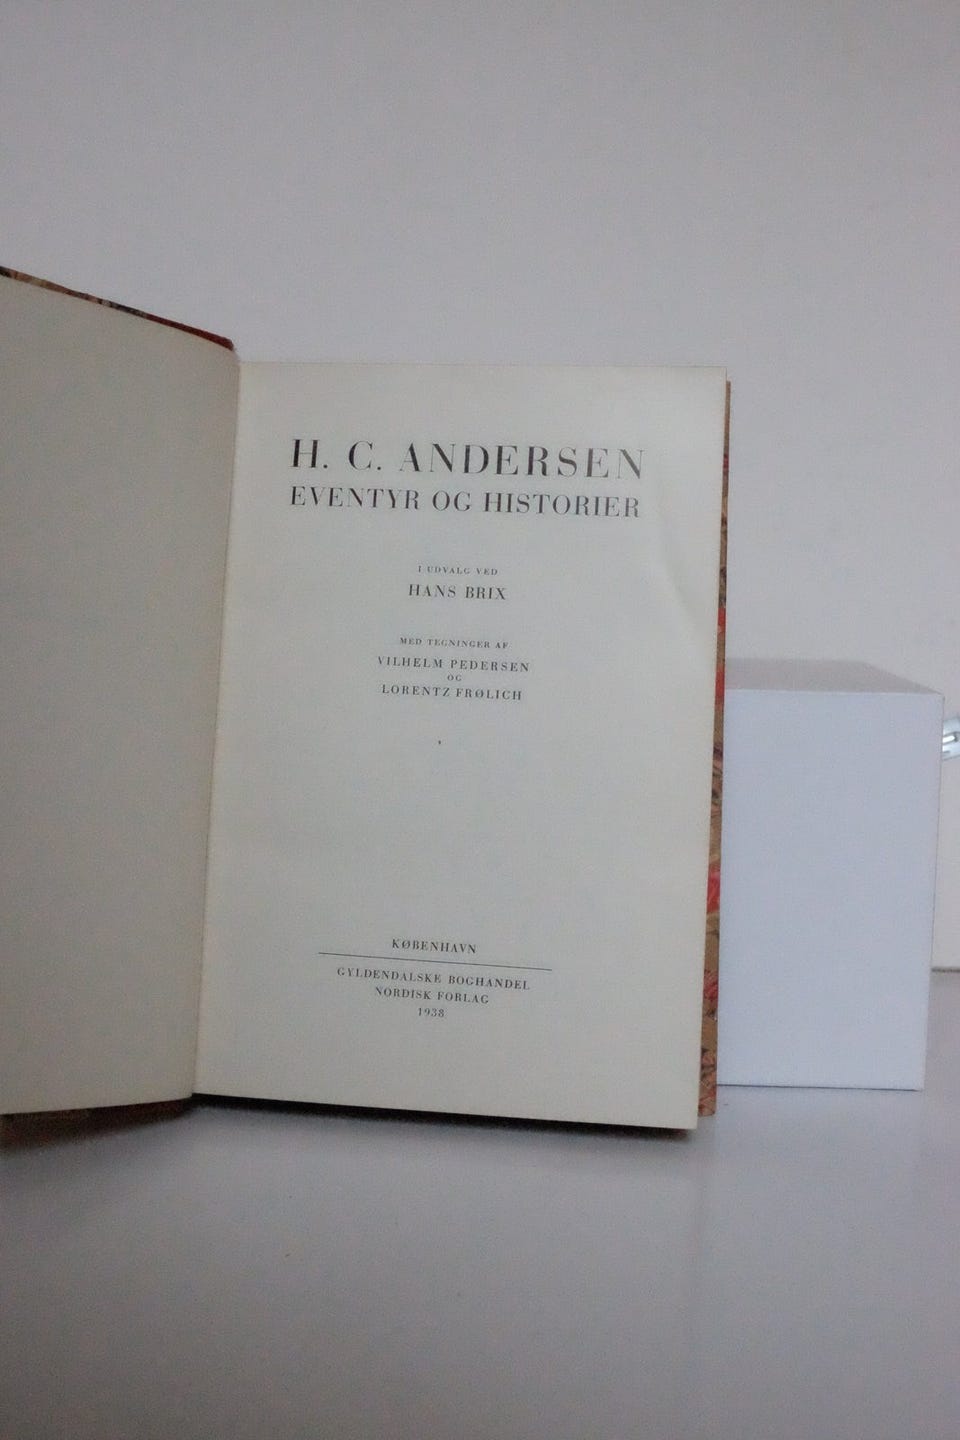 H. C. ANDERSEN
EVENTYR OG HISTORIER
I UDVALG VED
HANS BRIX
MED TEGNINGER AF
VILHELM PEDERSEN
OG
LORENTZ FRØLICH
KØBENHAVN
GYLDENDALSKE BOGHANDEL
NORDISK FORLAG
1938